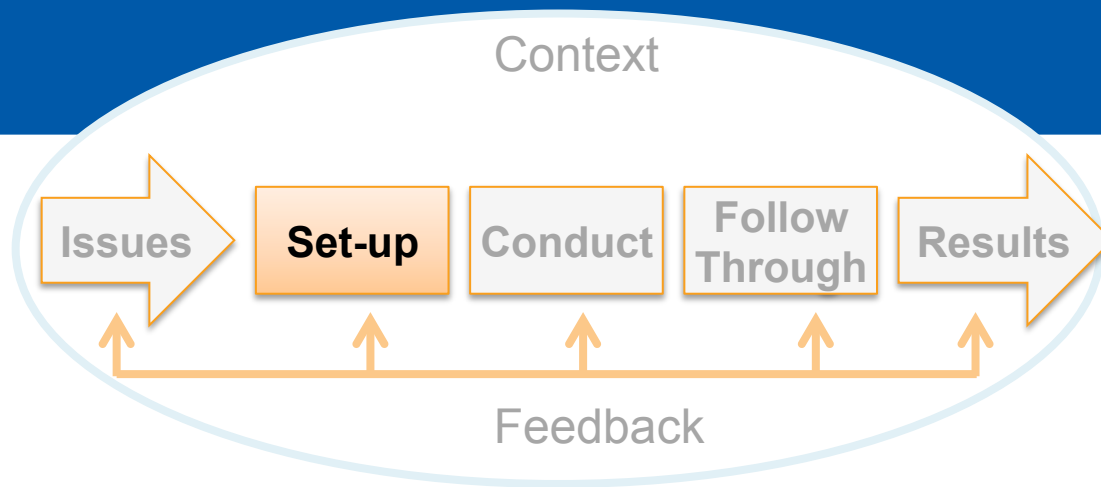 Context
Issues
Set-up
Conduct
Follow
Through
Results
Feedback